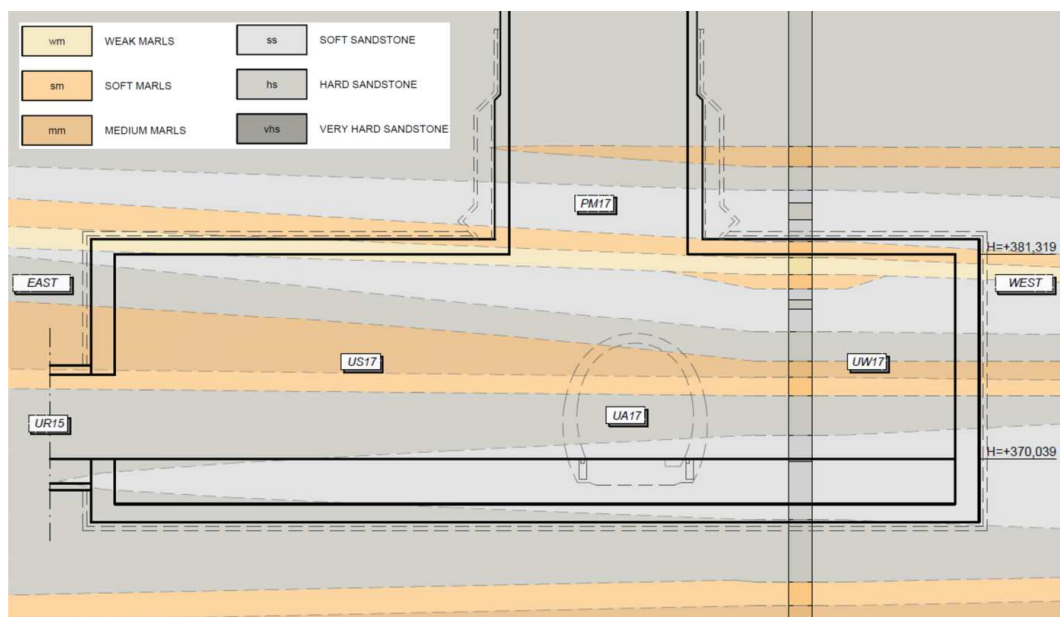 wm WEAK MARLS
ss SOFT SANDSTONE
sm SOFT MARLS
hs HARD SANDSTONE
mm MEDIUM MARLS
vhs VERY HARD SANDSTONE
PM17
H=+381,319
EAST
WEST
US17
UW17
UA17
UR15
H=+370,039